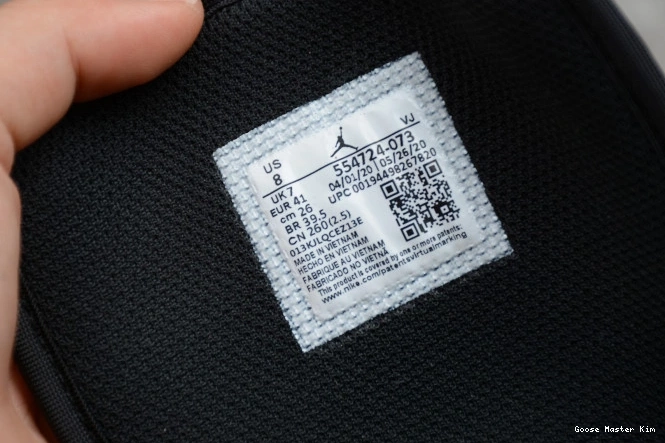 US
8
VJ
554724-073
UK 7
04/01/20 | 05/26/20
EUR 41
UPC 00194498267820
cm 26
BR 39.5
CN 260(2.5)
013KJLQCEZ13E
MADE IN VIETNAM
HECHO EN VIETNAM
FABRIQUE AU VIETNAM
FABRICADO NO VIETNA
This product is covered by one or more patents.
www.nike.com/patentsvirtualmarking
Goose Master Kim